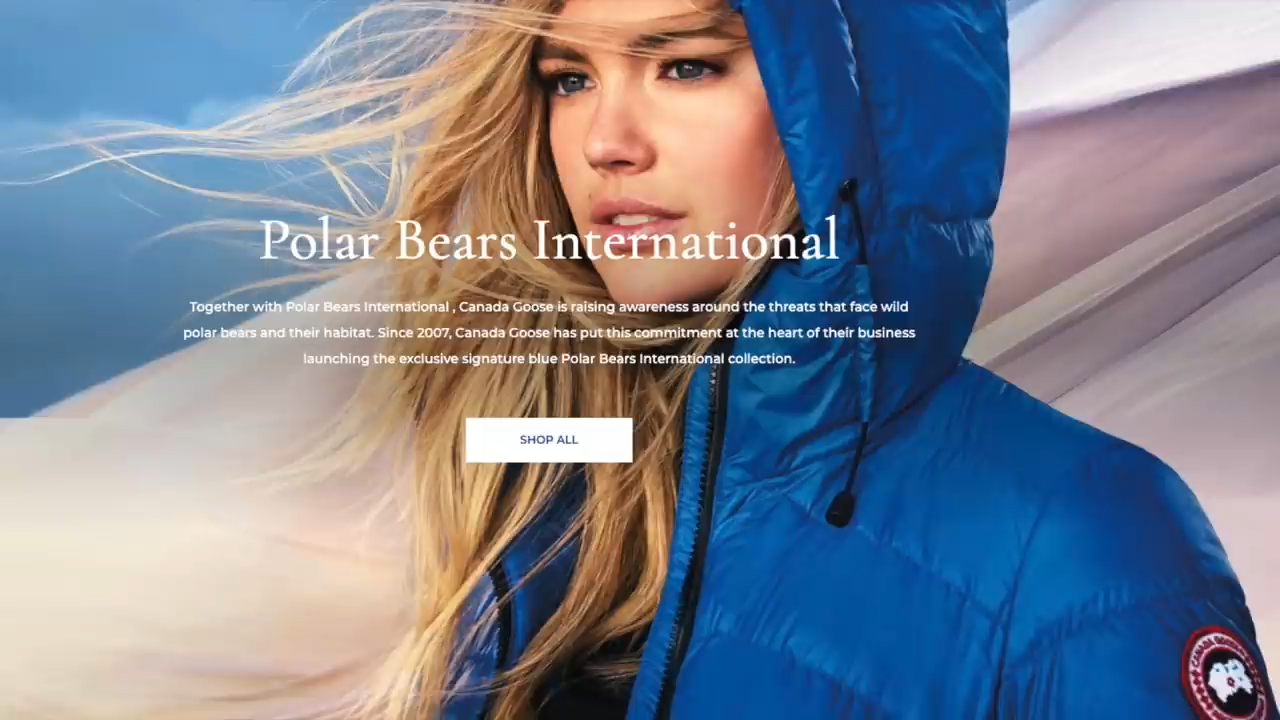 Polar Bears International
Together with Polar Bears International , Canada Goose is raising awareness around the threats that face wild
polar bears and their habitat. Since 2007, Canada Goose has put this commitment at the heart of their business
launching the exclusive signature blue Polar Bears International collection.
SHOP ALL
CANADA GOOSE